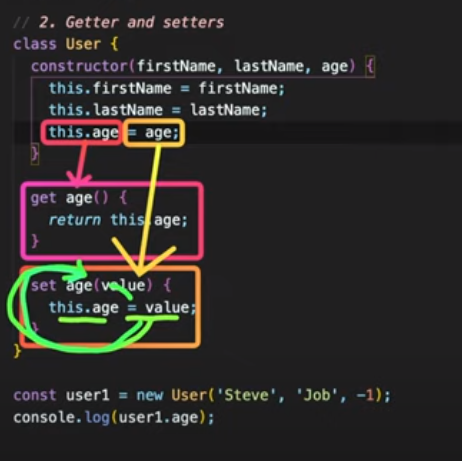 // 2. Getter and setters
class User {
constructor(firstName, lastName, age) {
this.firstName = firstName;
this.lastName = lastName;
this.age = age;
}
get age() {
return this.age;
}
set age(value) {
this.age = value;
}
}
const user1 = new User('Steve', 'Job', -1);
console.log(user1.age);